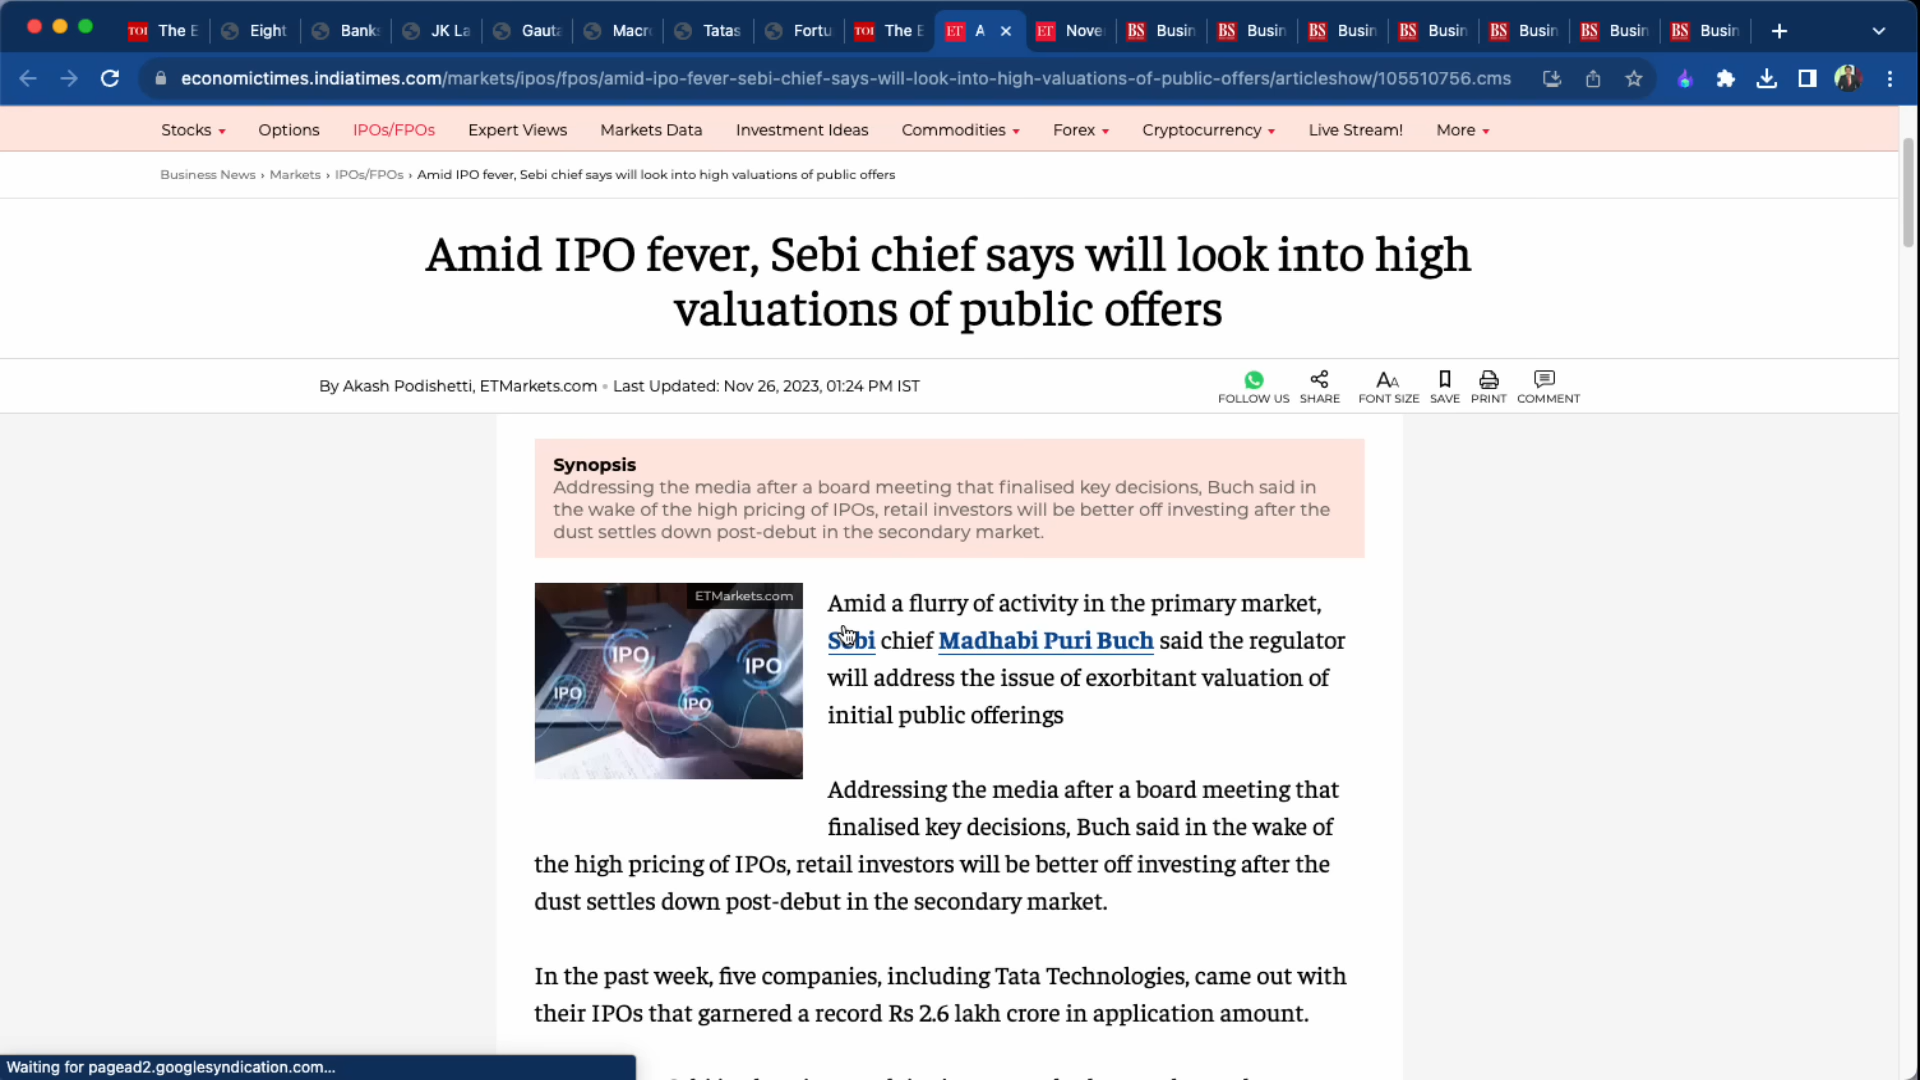 TOI The E
Eight
Bank
JK La
Gauta
Macr
Tatas
Fortu
TOI The E
ET A
ET Nove
BS Busin
BS Busin
BS Busin
BS Busin
BS Busin
BS Busin
BS Busin
economictimes.indiatimes.com/markets/ipos/fpos/amid-ipo-fever-sebi-chief-says-will-look-into-high-valuations-of-public-offers/articleshow/105510756.cms
Stocks Options IPOs/FPOs Expert Views Markets Data Investment Ideas Commodities Forex Cryptocurrency Live Stream! More
Business News › Markets › IPOs/FPOs › Amid IPO fever, Sebi chief says will look into high valuations of public offers
Amid IPO fever, Sebi chief says will look into high
valuations of public offers
By Akash Podishetti, ETMarkets.com • Last Updated: Nov 26, 2023, 01:24 PM IST
FOLLOW US SHARE FONT SIZE SAVE PRINT COMMENT
Synopsis
Addressing the media after a board meeting that finalised key decisions, Buch said in
the wake of the high pricing of IPOs, retail investors will be better off investing after the
dust settles down post-debut in the secondary market.
ETMarkets.com
IPO
IPO
IPO
IPO
Amid a flurry of activity in the primary market,
Sebi chief Madhabi Puri Buch said the regulator
will address the issue of exorbitant valuation of
initial public offerings
Addressing the media after a board meeting that
finalised key decisions, Buch said in the wake of
the high pricing of IPOs, retail investors will be better off investing after the
dust settles down post-debut in the secondary market.
In the past week, five companies, including Tata Technologies, came out with
their IPOs that garnered a record Rs 2.6 lakh crore in application amount.
Waiting for pagead2.googlesyndication.com...